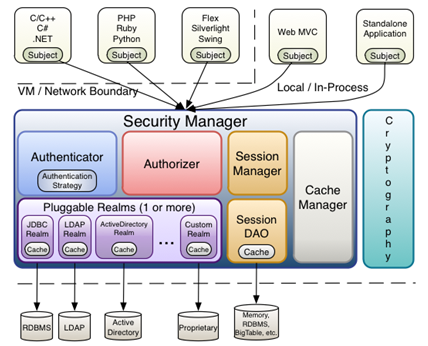 C/C++
C#
.NET
Subject
PHP
Ruby
Python
Subject
Flex
Silverlight
Swing
Subject
Web MVC
Subject
Standalone
Application
Subject
VM / Network Boundary
Local / In-Process
Security Manager
Authenticator
Authentication
Strategy
Authorizer
Session
Manager
Cache
Manager
Cryptography
Pluggable Realms (1 or more)
JDBC
Realm
Cache
LDAP
Realm
Cache
ActiveDirectory
Realm
Cache
...
Custom
Realm
Cache
Session
DAO
Cache
RDBMS
LDAP
Active
Directory
Proprietary
Memory,
RDBMS,
BigTable, etc.